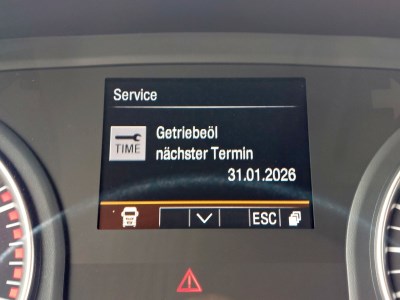 Service
TIME
Getriebeöl
nächster Termin
31.01.2026
ESC